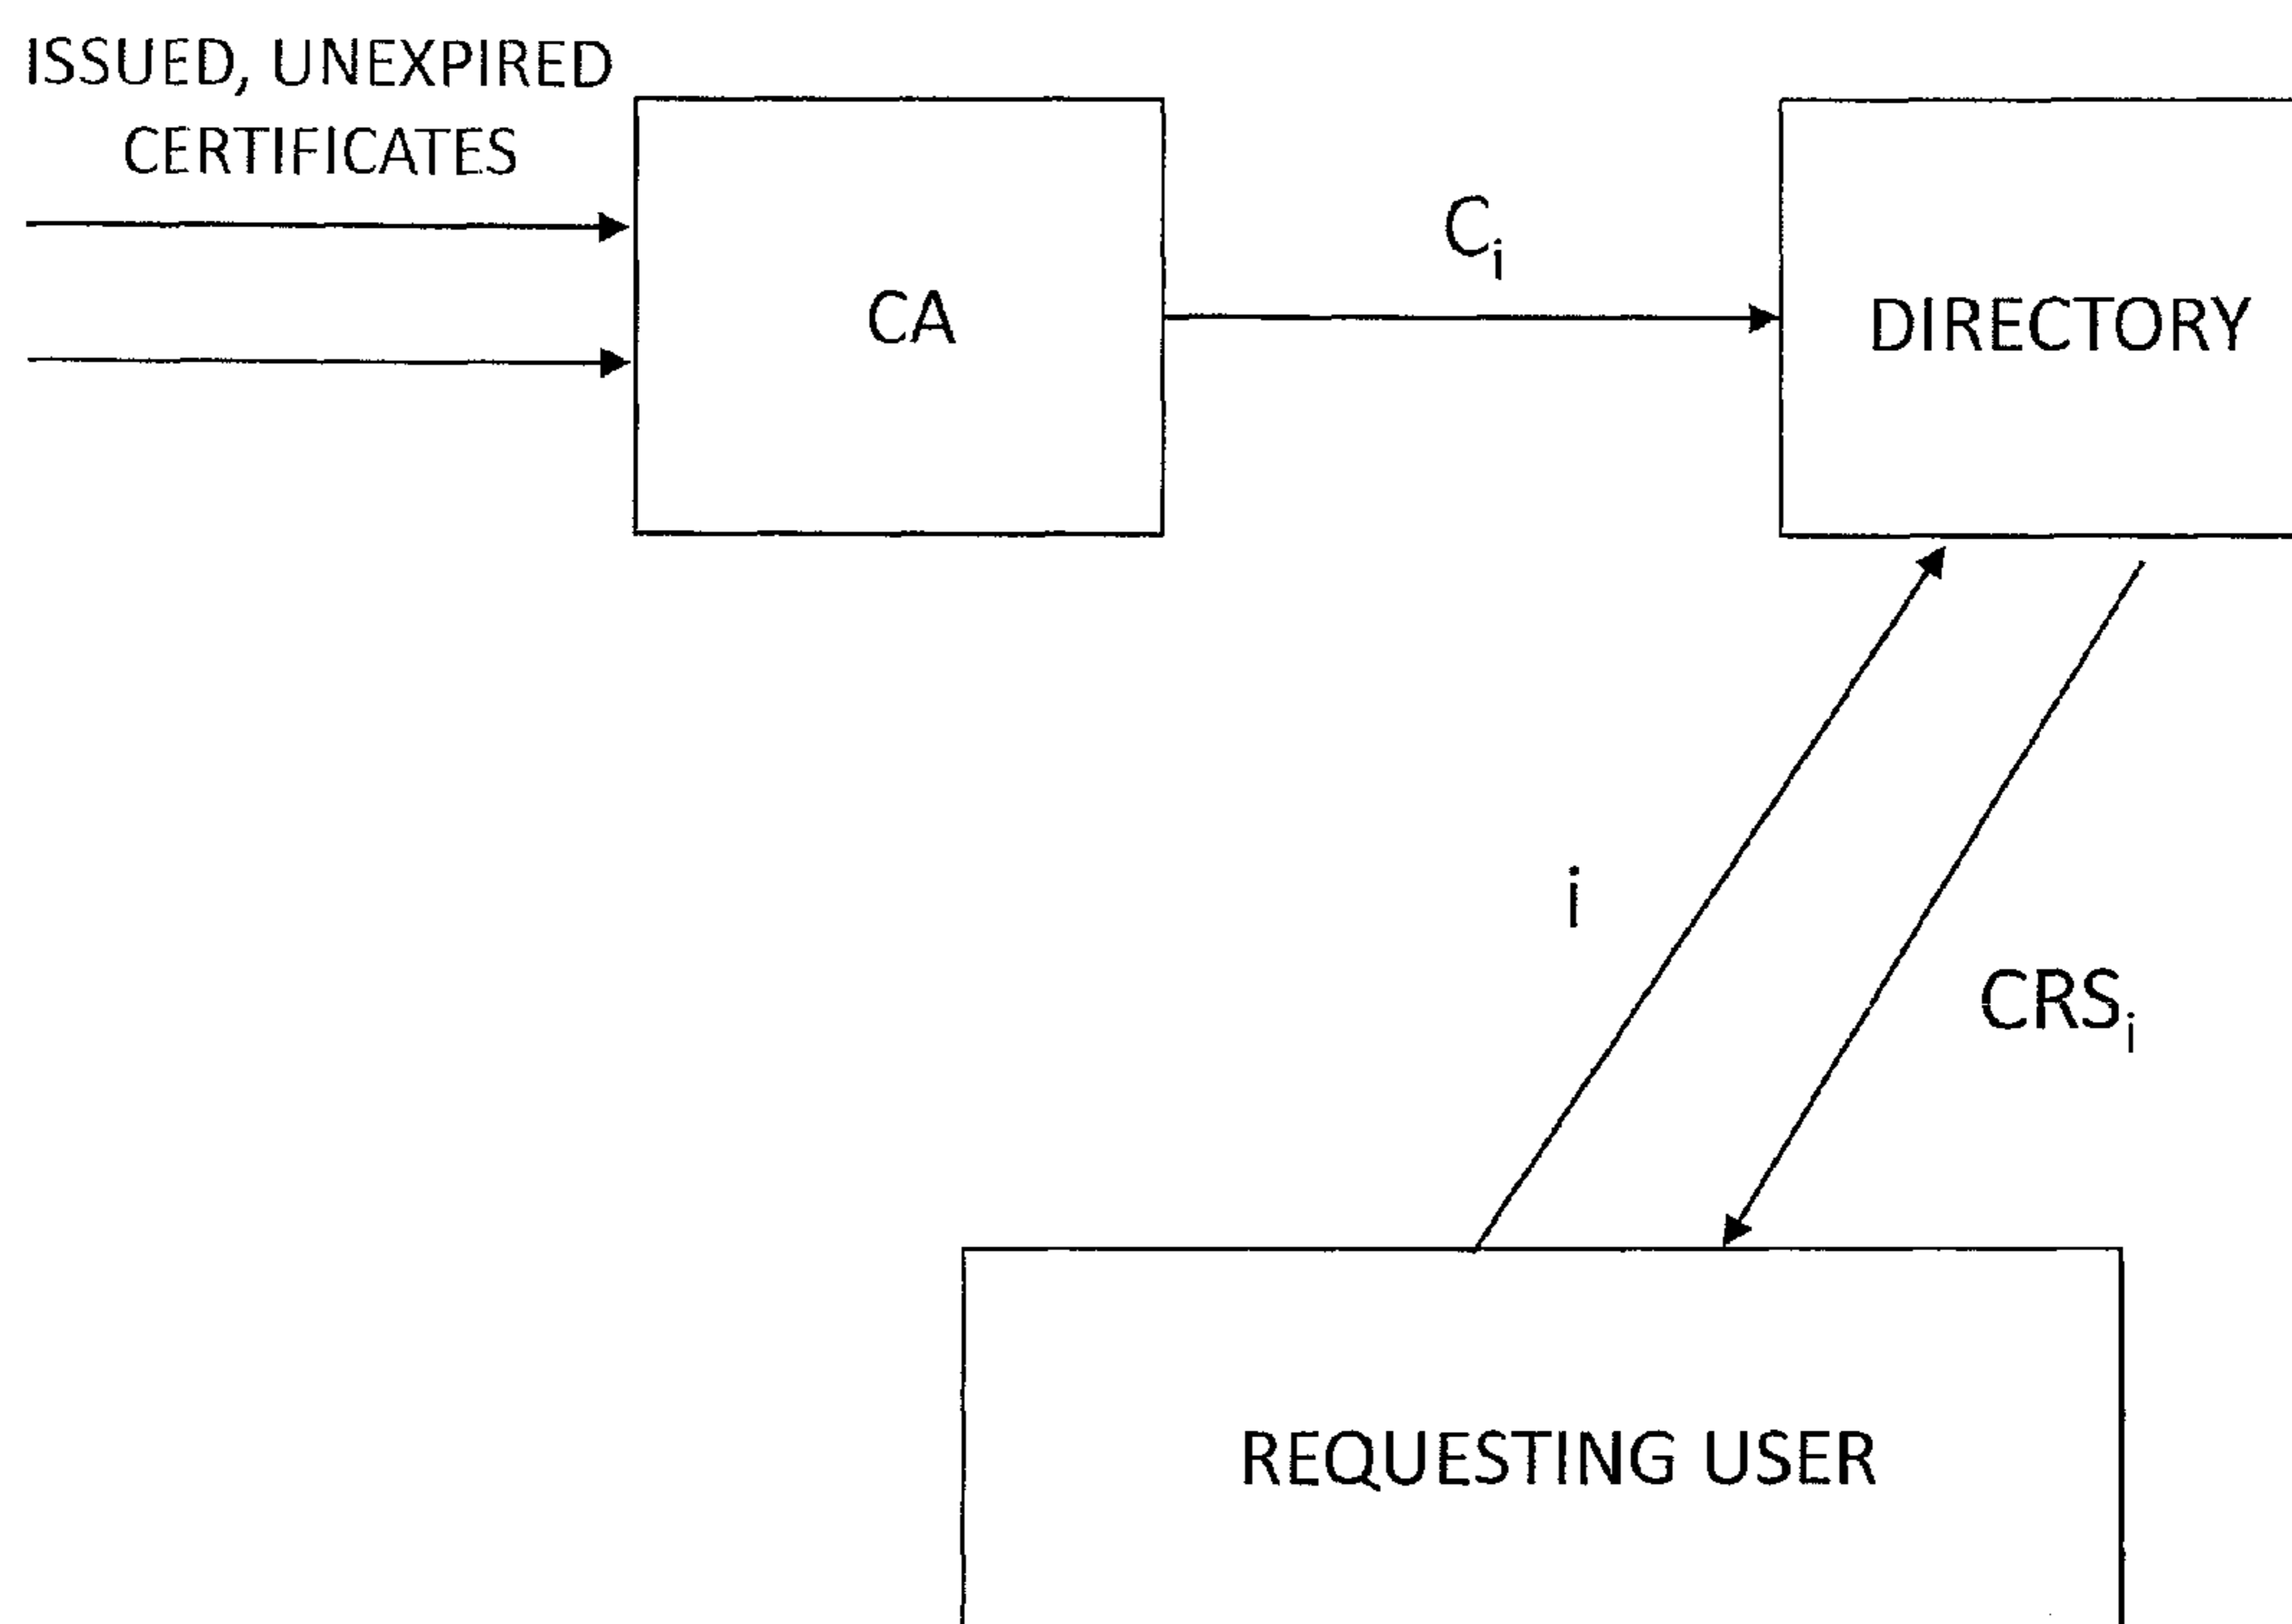 ISSUED, UNEXPIRED
CERTIFICATES
CA
Ci
DIRECTORY
i
CRSi
REQUESTING USER